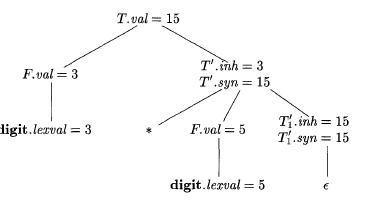 T.val = 15
F.val = 3
T'.inh = 3
T'.syn = 15
digit.lexval = 3
*
F.val = 5
T'₁.inh = 15
T'₁.syn = 15
digit.lexval = 5
ϵ